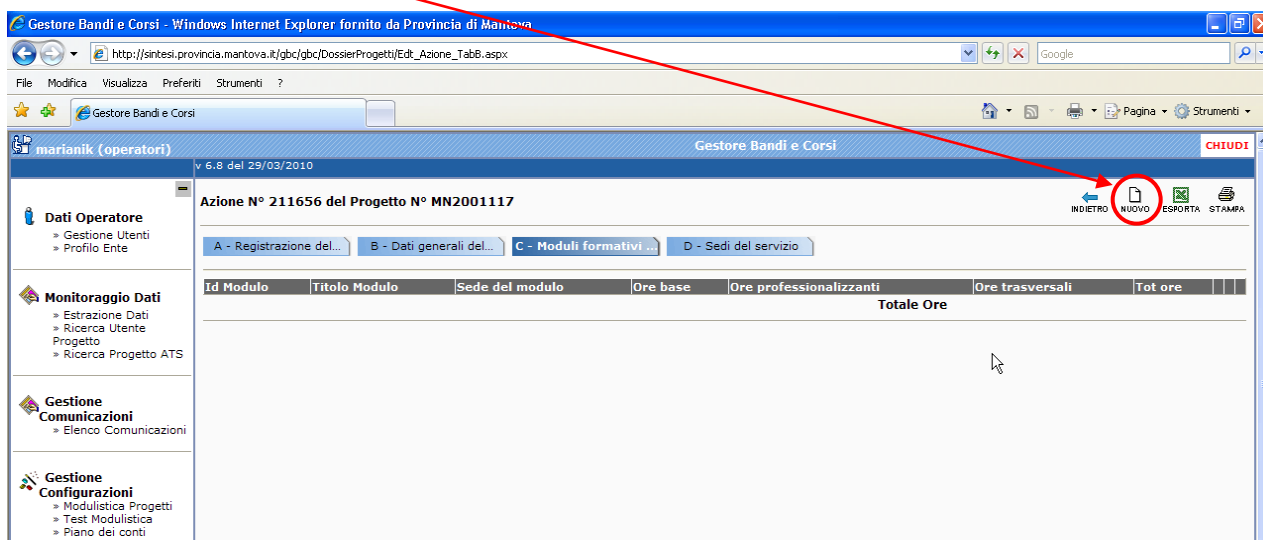 Gestore Bandi e Corsi - Windows Internet Explorer fornito da Provincia di Mantova
http://sintesi.provincia.mantova.it/gbc/gbc/DossierProgetti/Edt_Azione_TabB.aspx
Google
File Modifica Visualizza Preferiti Strumenti ?
Gestore Bandi e Corsi
Pagina
Strumenti
marianik (operatori)
Gestore Bandi e Corsi
CHIUDI
v 6.8 del 29/03/2010
Azione N° 211656 del Progetto N° MN2001117
INDIETRO NUOVO ESPORTA STAMPA
A - Registrazione del... B - Dati generali del... C - Moduli formativi ... D - Sedi del servizio
Id Modulo Titolo Modulo Sede del modulo Ore base Ore professionalizzanti Ore trasversali Tot ore
Totale Ore
Dati Operatore
» Gestione Utenti
» Profilo Ente
Monitoraggio Dati
» Estrazione Dati
» Ricerca Utente
Progetto
» Ricerca Progetto ATS
Gestione
Comunicazioni
» Elenco Comunicazioni
Gestione
Configurazioni
» Modulistica Progetti
» Test Modulistica
» Piano dei conti